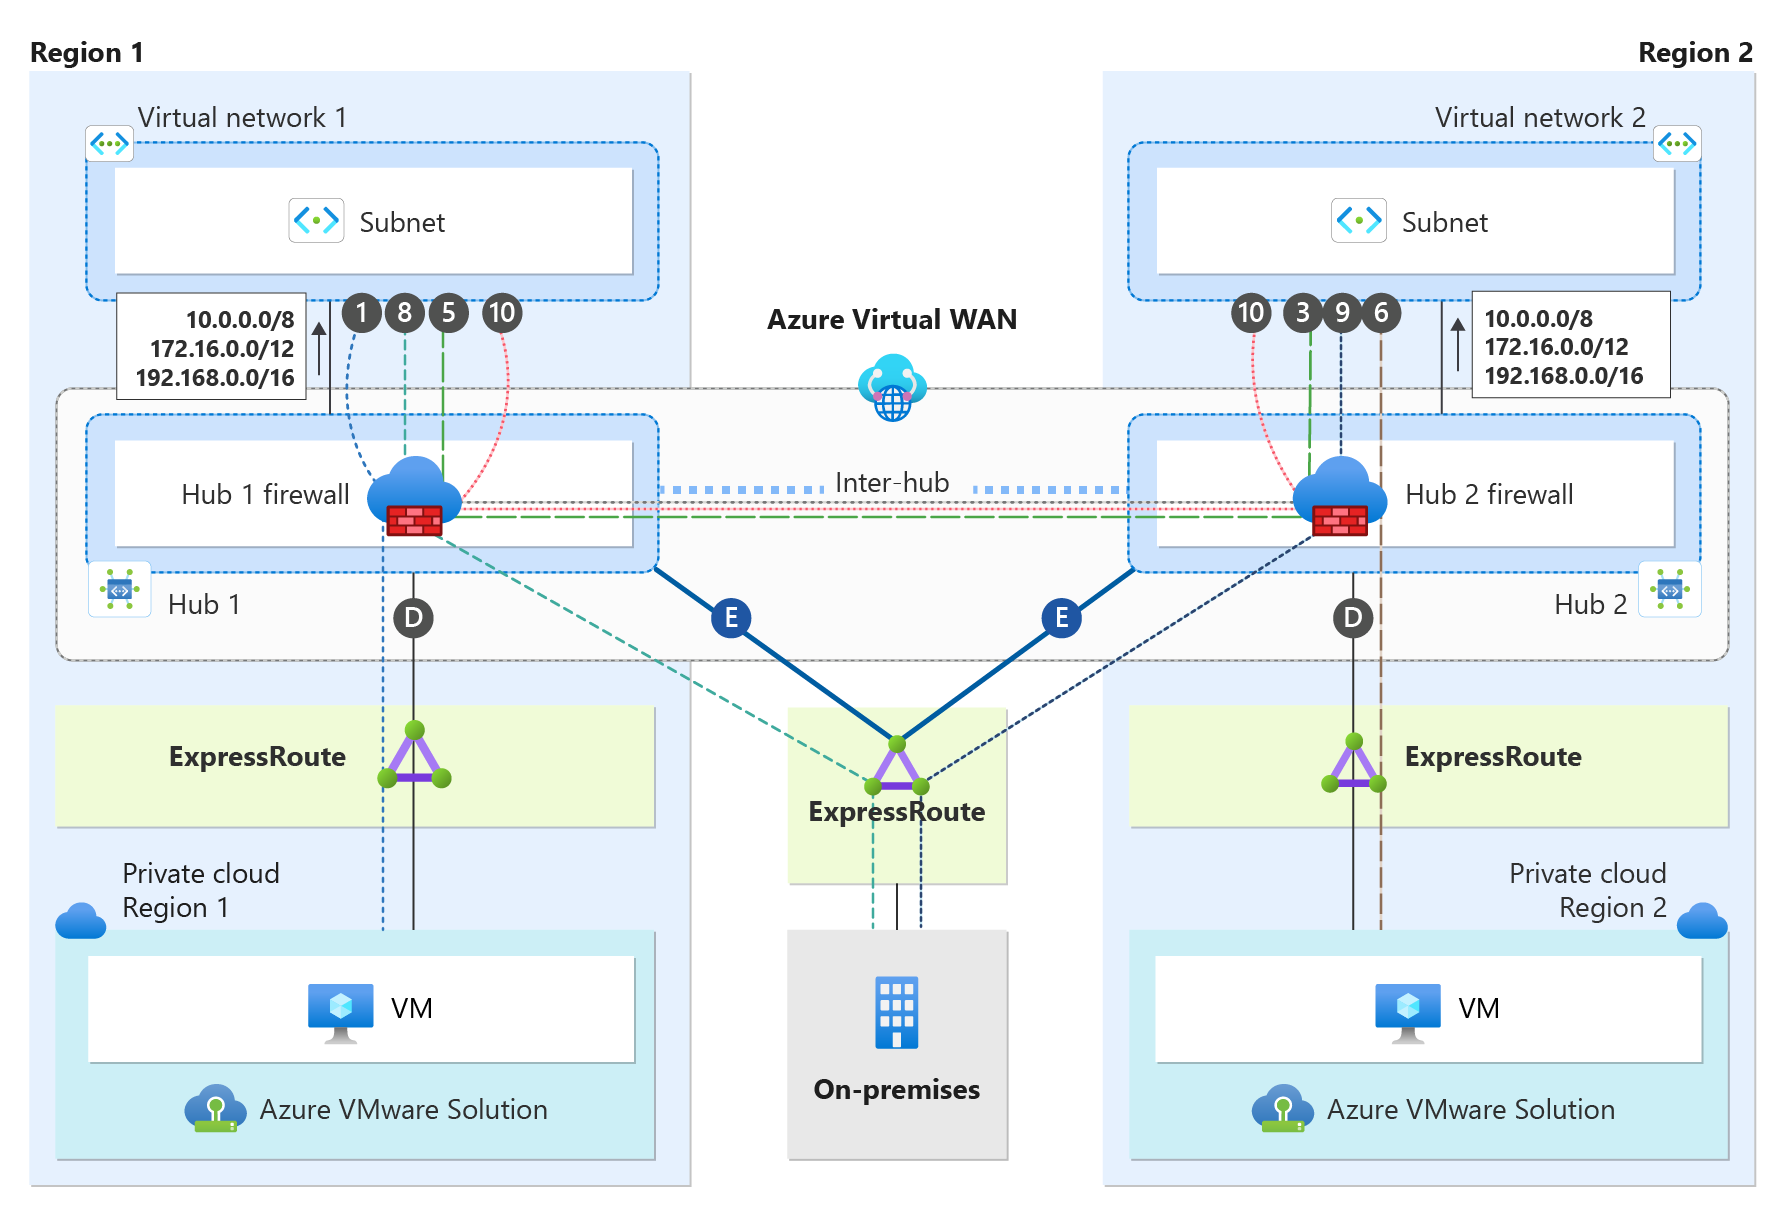 Region 1
Region 2
Virtual network 1
Virtual network 2
Subnet
Subnet
10.0.0.0/8
172.16.0.0/12
192.168.0.0/16
1
8
5
10
Azure Virtual WAN
10
3
9
6
10.0.0.0/8
172.16.0.0/12
192.168.0.0/16
Hub 1 firewall
Inter-hub
Hub 2 firewall
Hub 1
D
E
E
D
Hub 2
ExpressRoute
ExpressRoute
ExpressRoute
Private cloud
Region 1
Private cloud
Region 2
VM
VM
Azure VMware Solution
On-premises
Azure VMware Solution